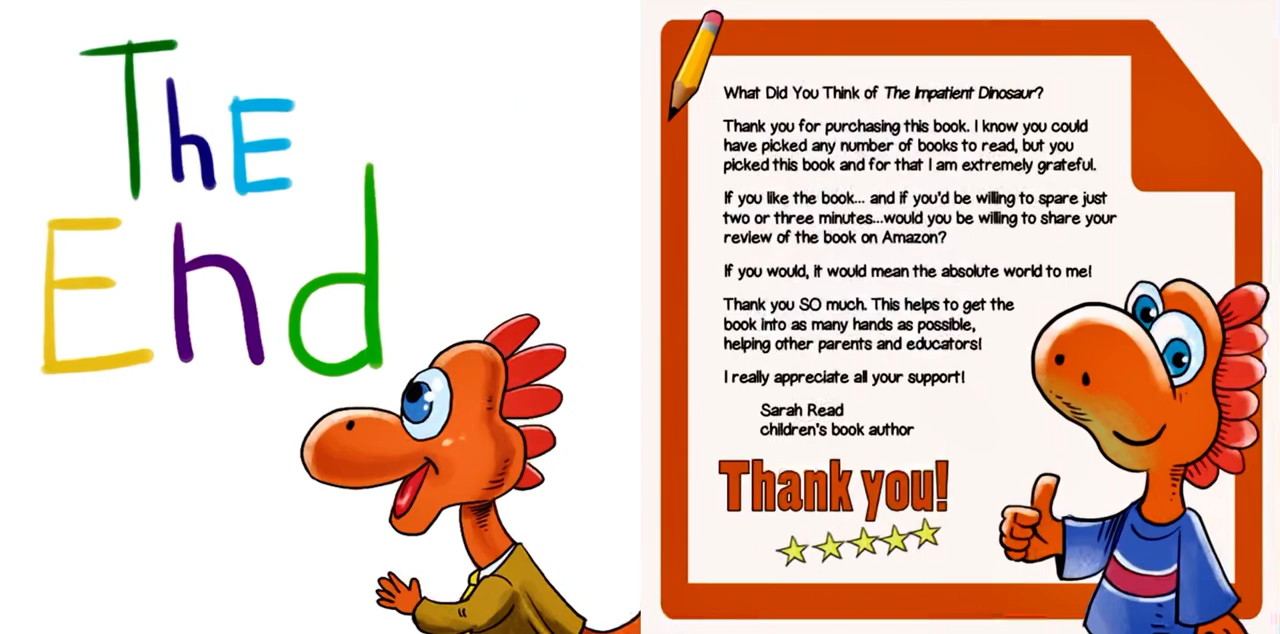 ThE
End
What Did You Think of The Impatient Dinosaur?
Thank you for purchasing this book. I know you could
have picked any number of books to read, but you
picked this book and for that I am extremely grateful.
If you like the book... and if you'd be willing to spare just
two or three minutes...would you be willing to share your
review of the book on Amazon?
If you would, it would mean the absolute world to me!
Thank you SO much. This helps to get the
book into as many hands as possible,
helping other parents and educators!
I really appreciate all your support!
Sarah Read
children's book author
Thank you!